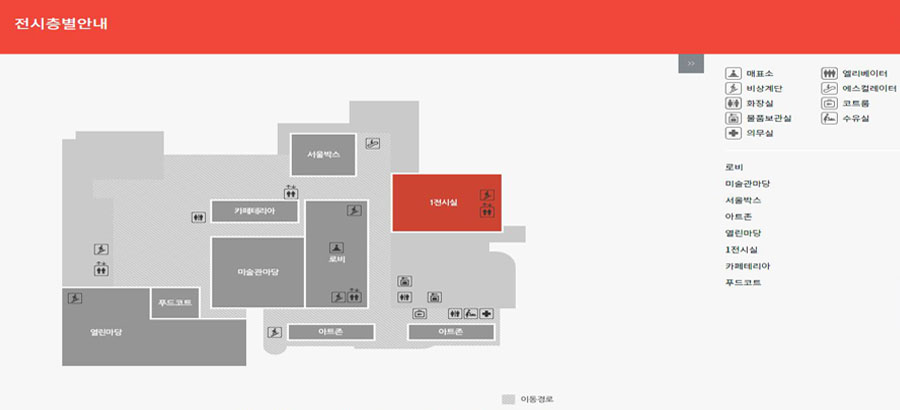 전시층별안내
>>
매표소
엘리베이터
비상계단
에스컬레이터
화장실
코트룸
물품보관실
수유실
의무실
서울박스
카페테리아
1전시실
미술관마당
로비
푸드코트
열린마당
아트존
아트존
로비
미술관마당
서울박스
아트존
열린마당
1전시실
카페테리아
푸드코트
이동경로